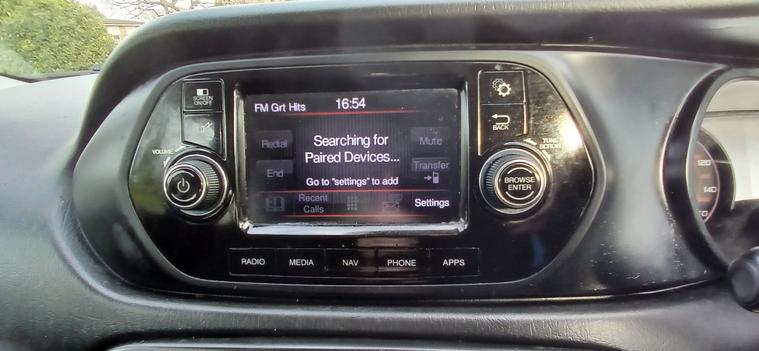 SCREEN
ON/OFF
VOLUME
FM Grt Hits 16:54
Redial
End
Searching for
Paired Devices...
Go to "settings" to add
Mute
Transfer
Recent
Calls
Settings
BACK
TUNE
SCROLL
BROWSE
ENTER
RADIO MEDIA NAV PHONE APPS
120
140